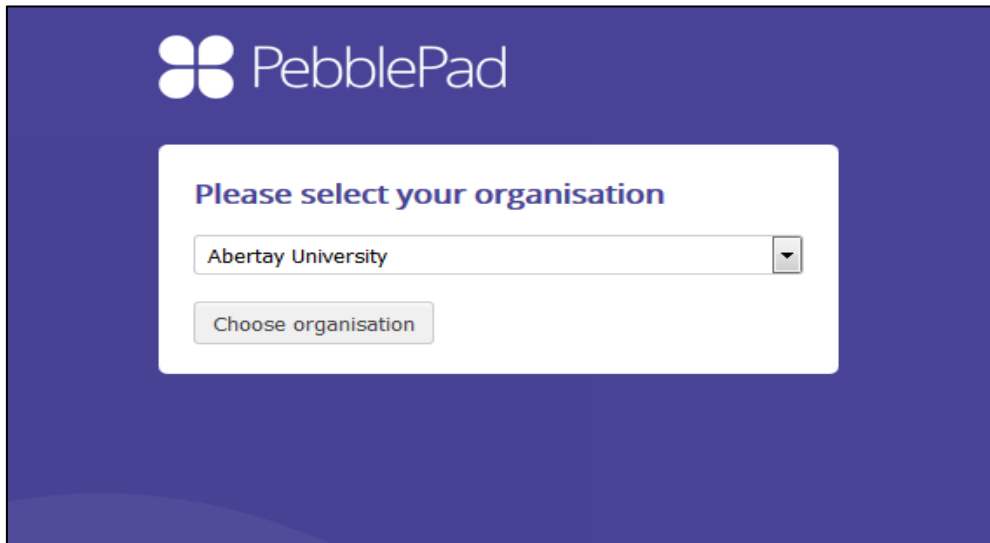 PebblePad
Please select your organisation
Abertay University
Choose organisation